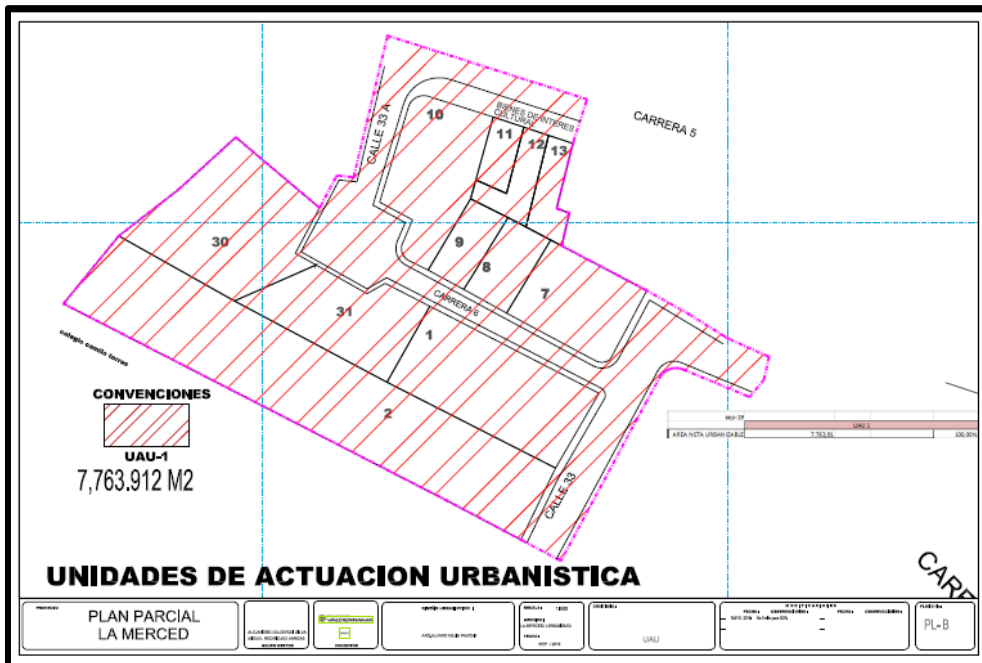 BIENES DE INTERES
CULTURAL
CARRERA 5
10
11
12
13
CALLE 33 A
30
9
8
7
CARRERA 6
31
1
colegio camilo torres
CONVENCIONES
2
UAU-1
7,763.912 M2
UAU 1
AREA NETA URBANIZABLE 7.763,91 100,00%
CALLE 33
UNIDADES DE ACTUACION URBANISTICA
CARR
PLAN PARCIAL
LA MERCED
UAU
PL- B